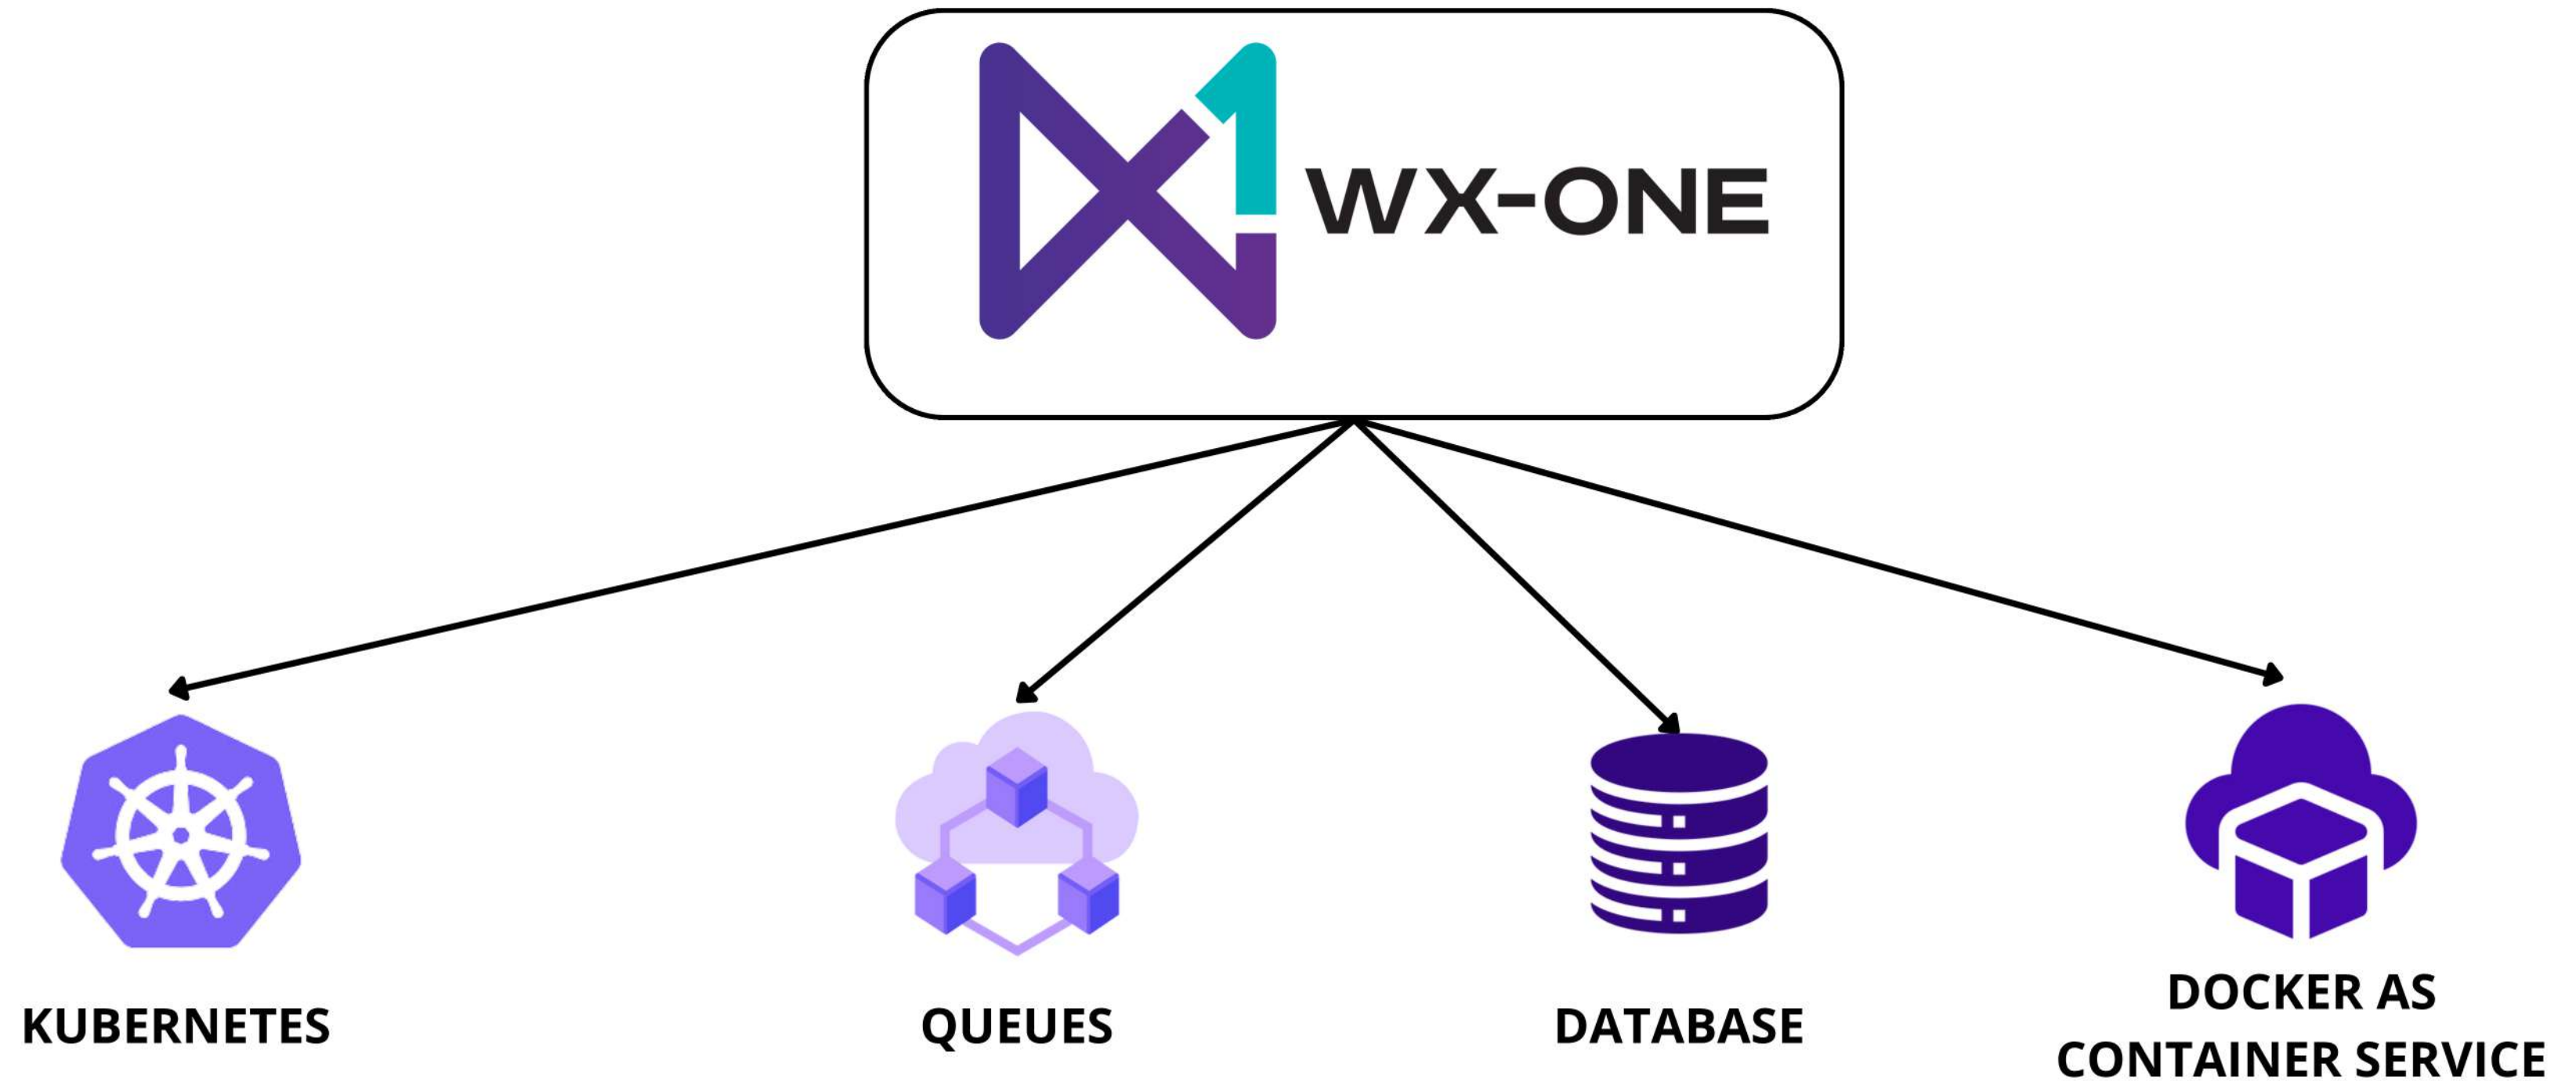 WX-ONE
KUBERNETES
QUEUES
DATABASE
DOCKER AS
CONTAINER SERVICE